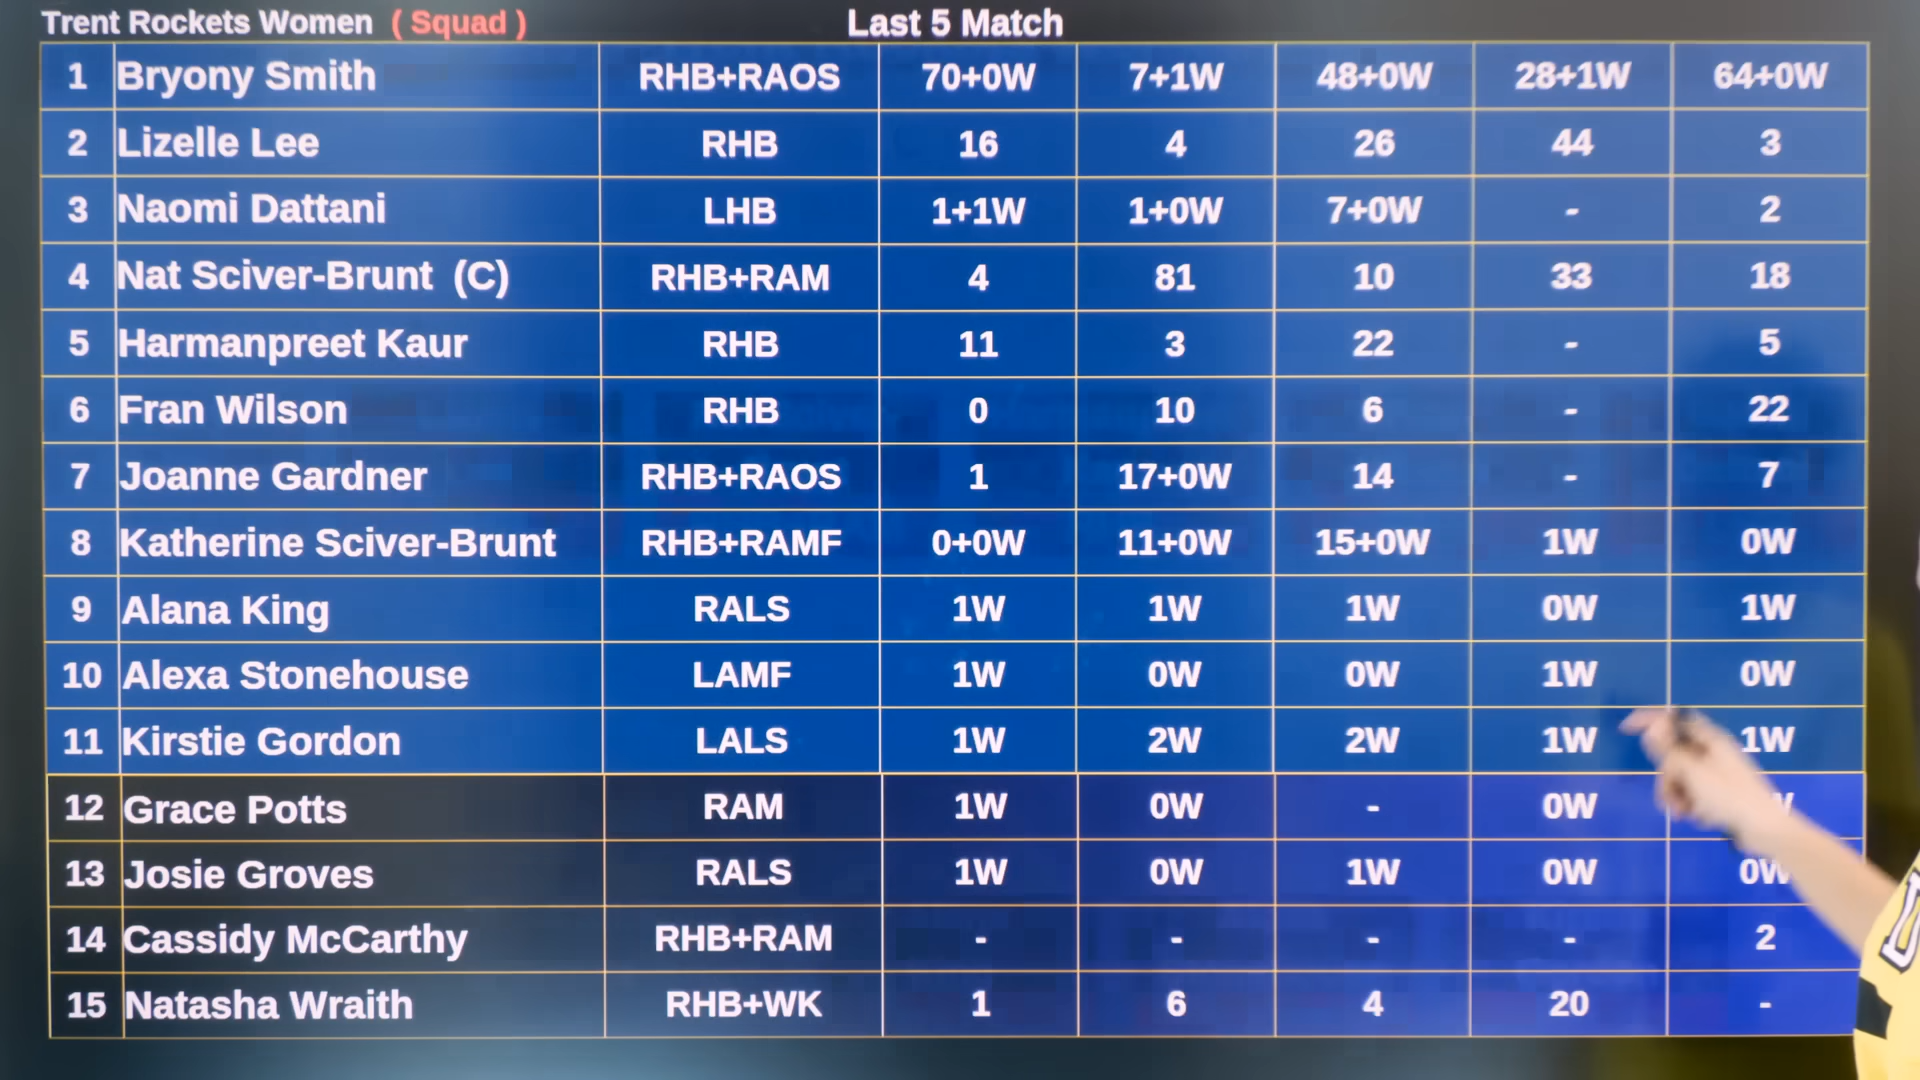 Trent Rockets Women ( Squad ) Last 5 Match
1 Bryony Smith RHB+RAOS 70+0W 7+1W 48+0W 28+1W 64+0W
2 Lizelle Lee RHB 16 4 26 44 3
3 Naomi Dattani LHB 1+1W 1+0W 7+0W - 2
4 Nat Sciver-Brunt (C) RHB+RAM 4 81 10 33 18
5 Harmanpreet Kaur RHB 11 3 22 - 5
6 Fran Wilson RHB 0 10 6 - 22
7 Joanne Gardner RHB+RAOS 1 17+0W 14 - 7
8 Katherine Sciver-Brunt RHB+RAMF 0+0W 11+0W 15+0W 1W 0W
9 Alana King RALS 1W 1W 1W 0W 1W
10 Alexa Stonehouse LAMF 1W 0W 0W 1W 0W
11 Kirstie Gordon LALS 1W 2W 2W 1W 1W
12 Grace Potts RAM 1W 0W - 0W
13 Josie Groves RALS 1W 0W 1W 0W 0W
14 Cassidy McCarthy RHB+RAM - - - - 2
15 Natasha Wraith RHB+WK 1 6 4 20 -